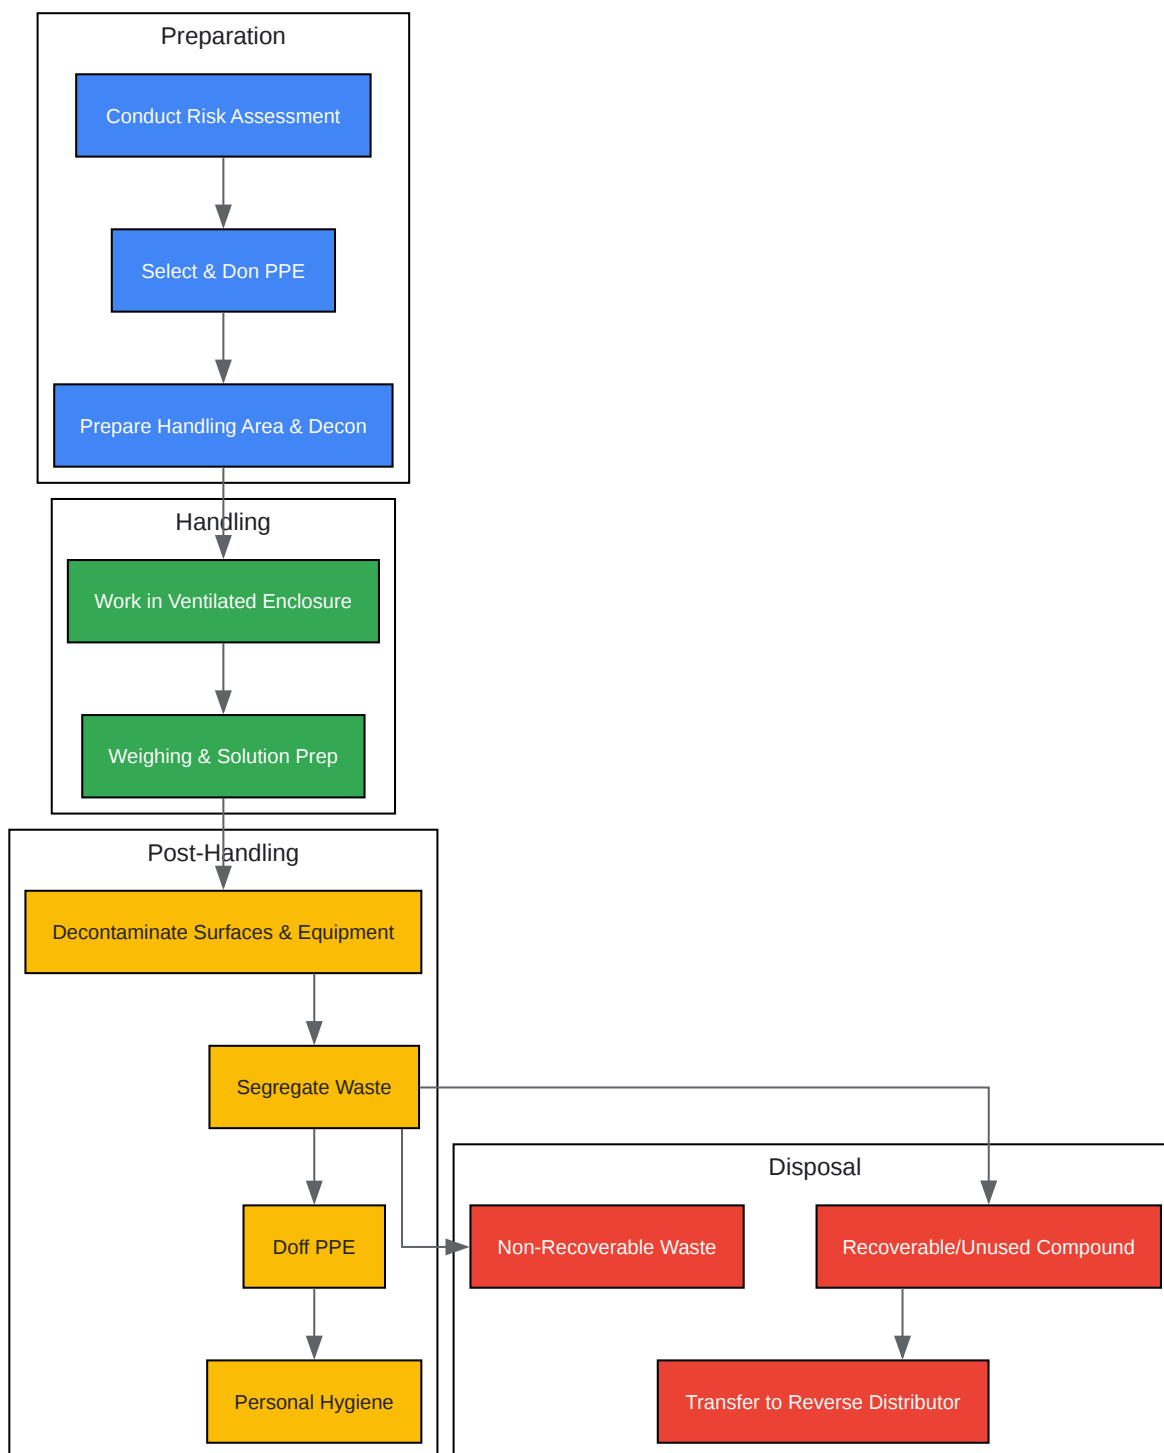 Preparation
Conduct Risk Assessment
Select & Don PPE
Prepare Handling Area & Decon
Handling
Work in Ventilated Enclosure
Weighing & Solution Prep
Post-Handling
Decontaminate Surfaces & Equipment
Segregate Waste
Doff PPE
Personal Hygiene
Disposal
Non-Recoverable Waste
Recoverable/Unused Compound
Transfer to Reverse Distributor